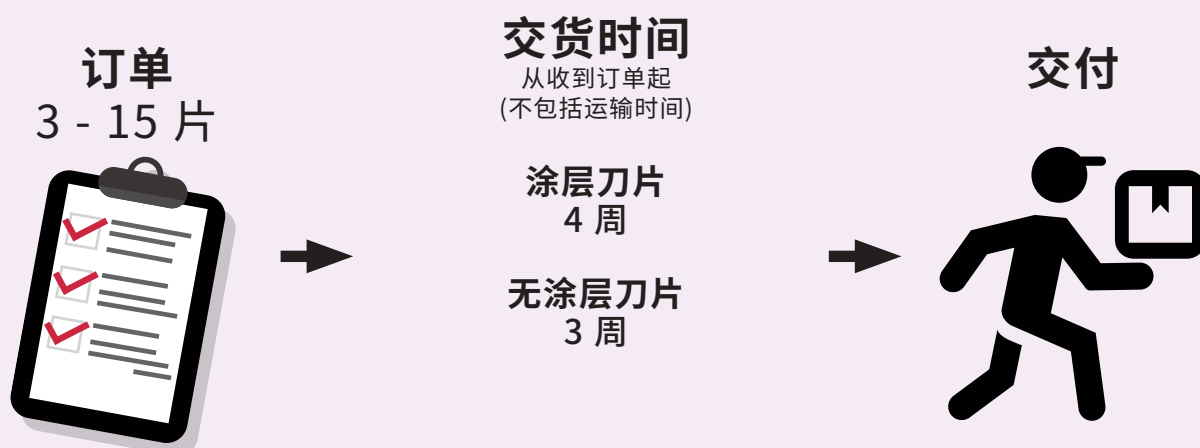 订单
3 - 15 片
交货时间
从收到订单起
(不包括运输时间)
涂层刀片
4 周
无涂层刀片
3 周
交付